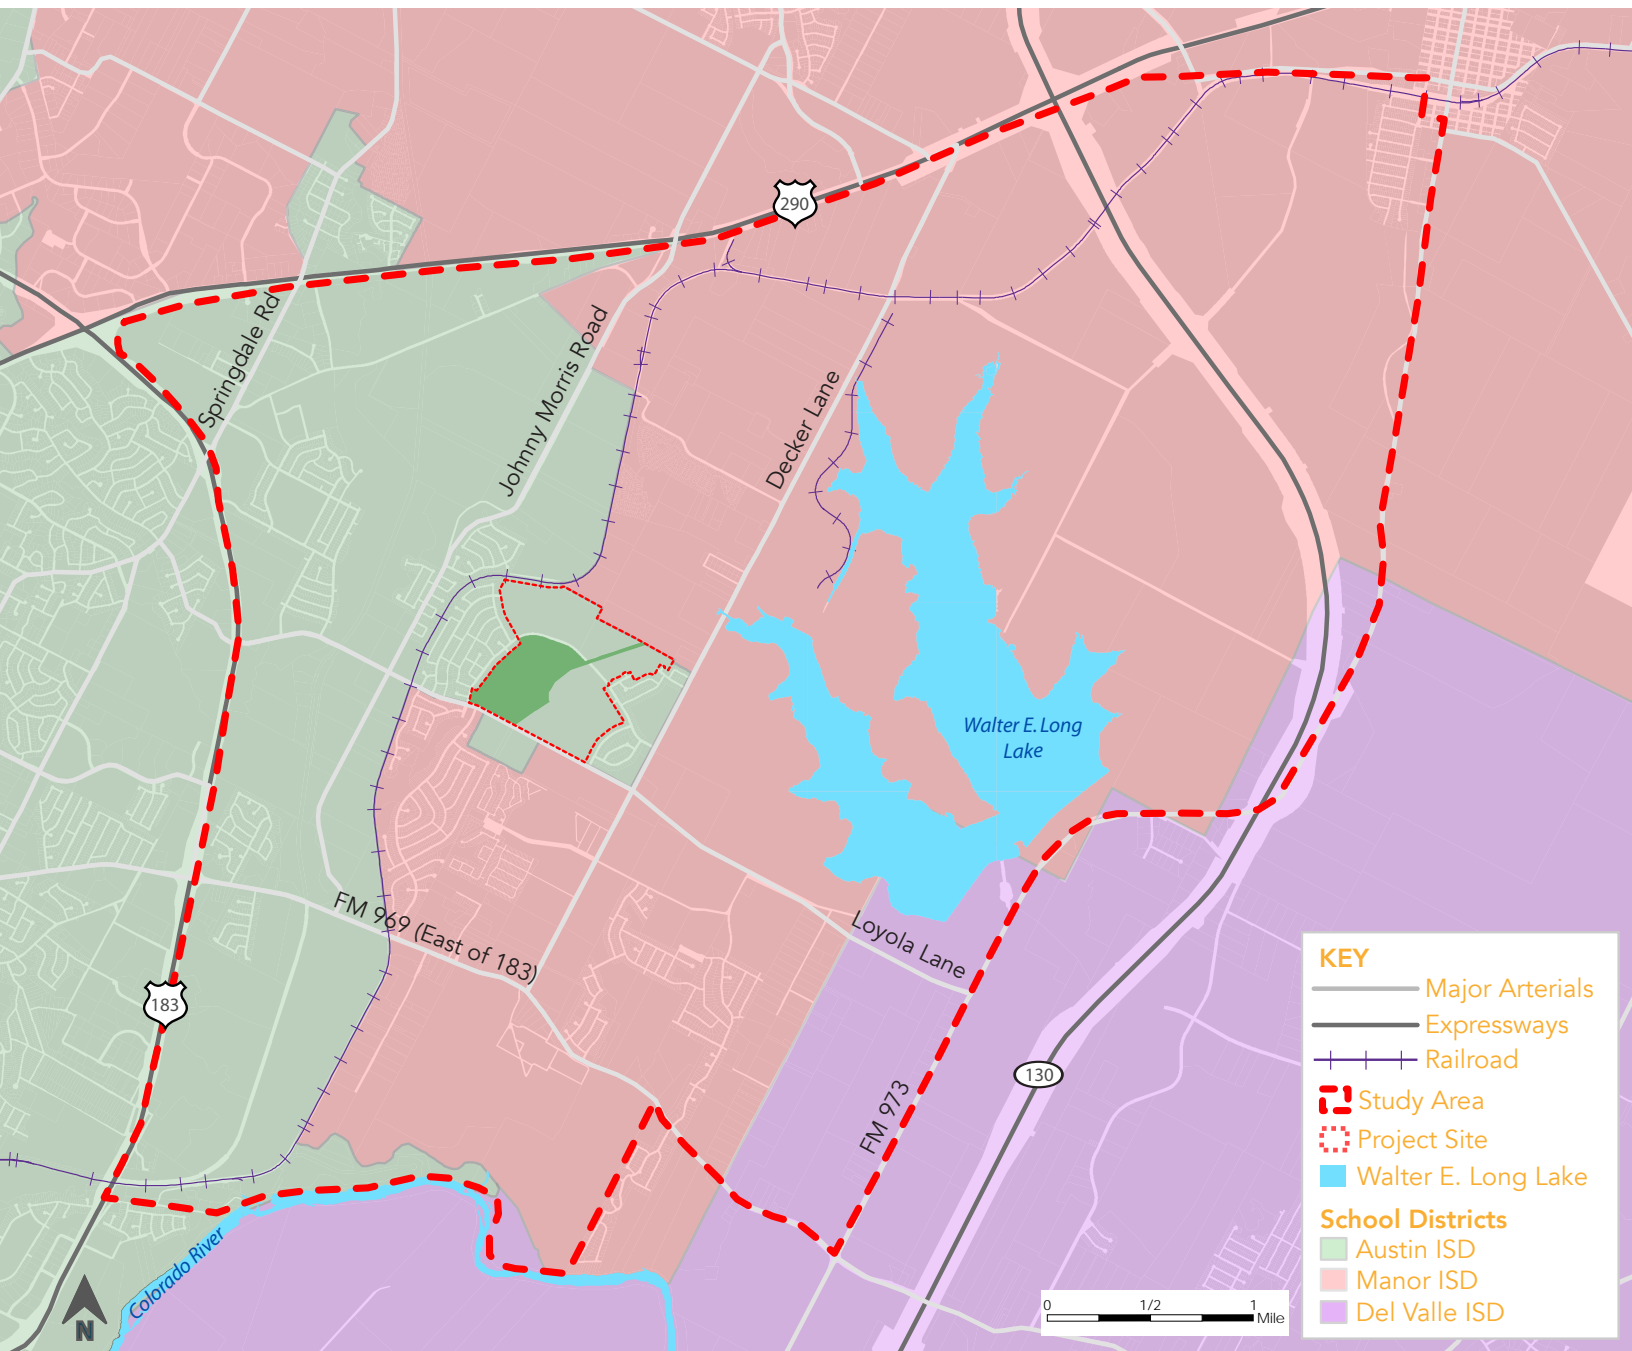 290
Springdale Rd
Johnny Morris Road
Decker Lane
Walter E. Long
Lake
FM 969 (East of 183)
Loyola Lane
183
FM 973
130
Colorado River
N
0 1/2 1
Mile
KEY
Major Arterials
Expressways
Railroad
Study Area
Project Site
Walter E. Long Lake
School Districts
Austin ISD
Manor ISD
Del Valle ISD